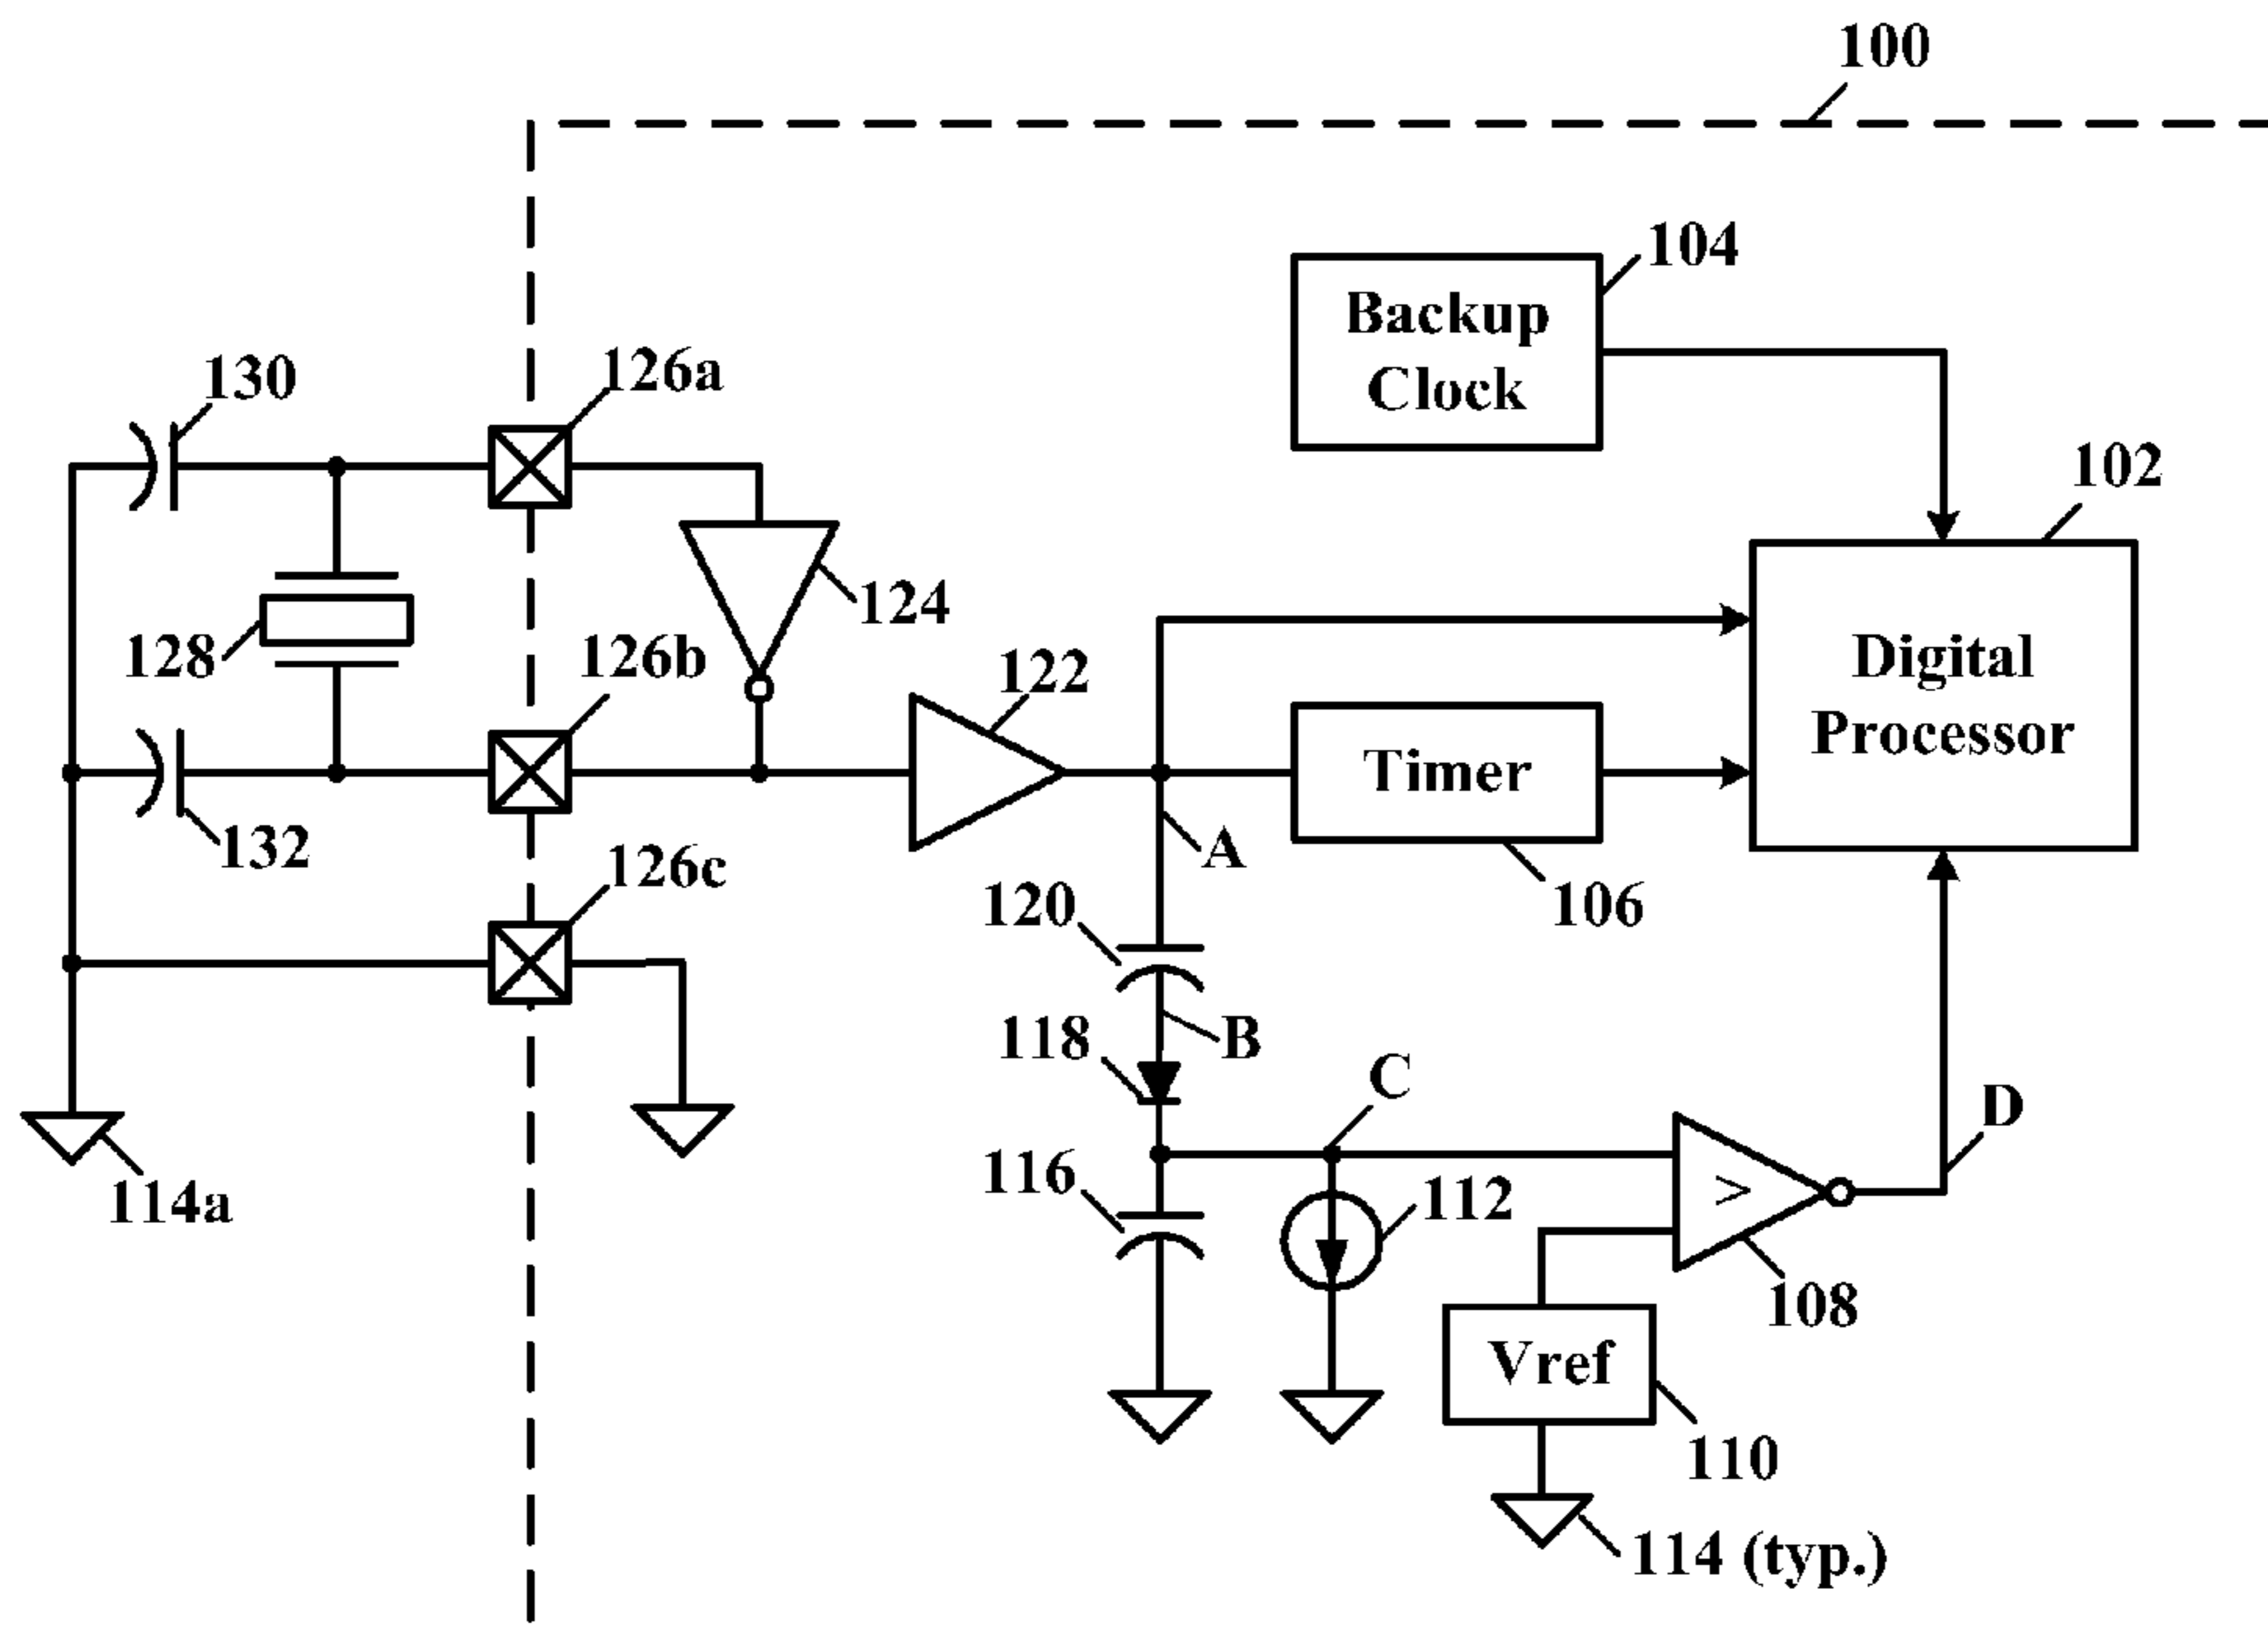 100
104
Backup
Clock
130
126a
102
124
128
126b
122
Digital
Processor
Timer
132
126c
A
106
120
118
B
C
D
116
112
>
108
114a
Vref
110
114 (typ.)